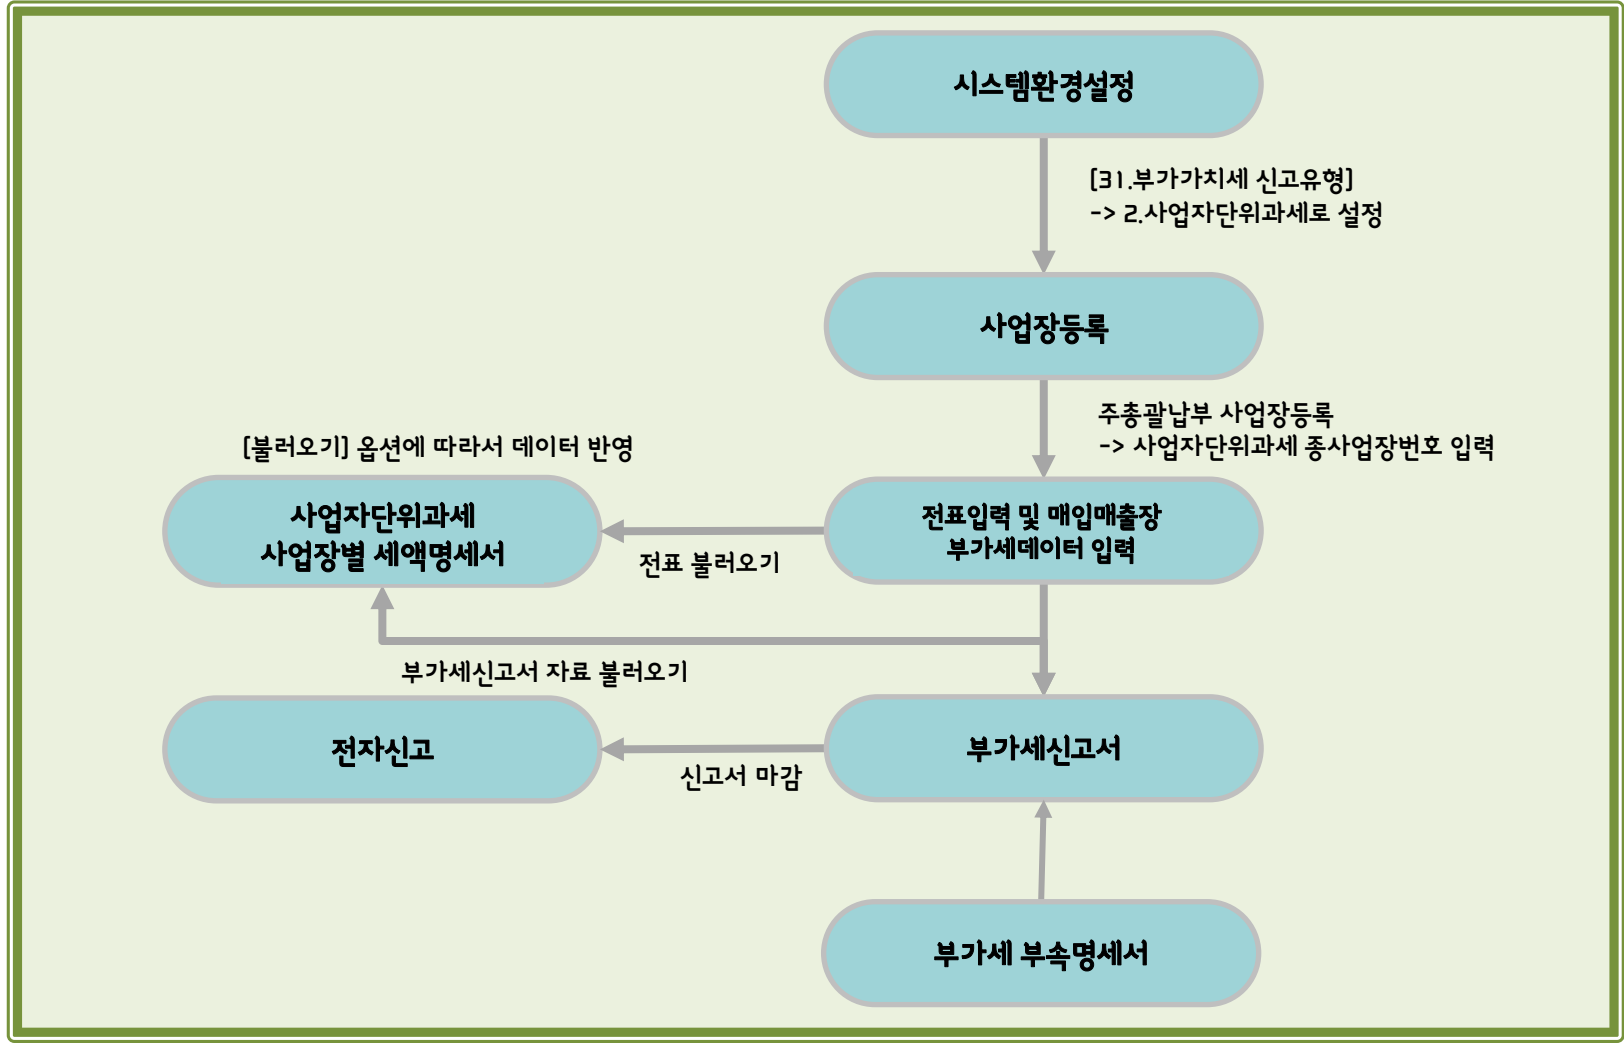 시스템환경설정
[31.부가가치세 신고유형]
-> 2.사업자단위과세로 설정
사업장등록
주총괄납부 사업장등록
-> 사업자단위과세 종사업장번호 입력
[불러오기] 옵션에 따라서 데이터 반영
사업자단위과세
사업장별 세액명세서
전표입력 및 매입매출장
부가세데이터 입력
전표 불러오기
부가세신고서 자료 불러오기
전자신고
부가세신고서
신고서 마감
부가세 부속명세서